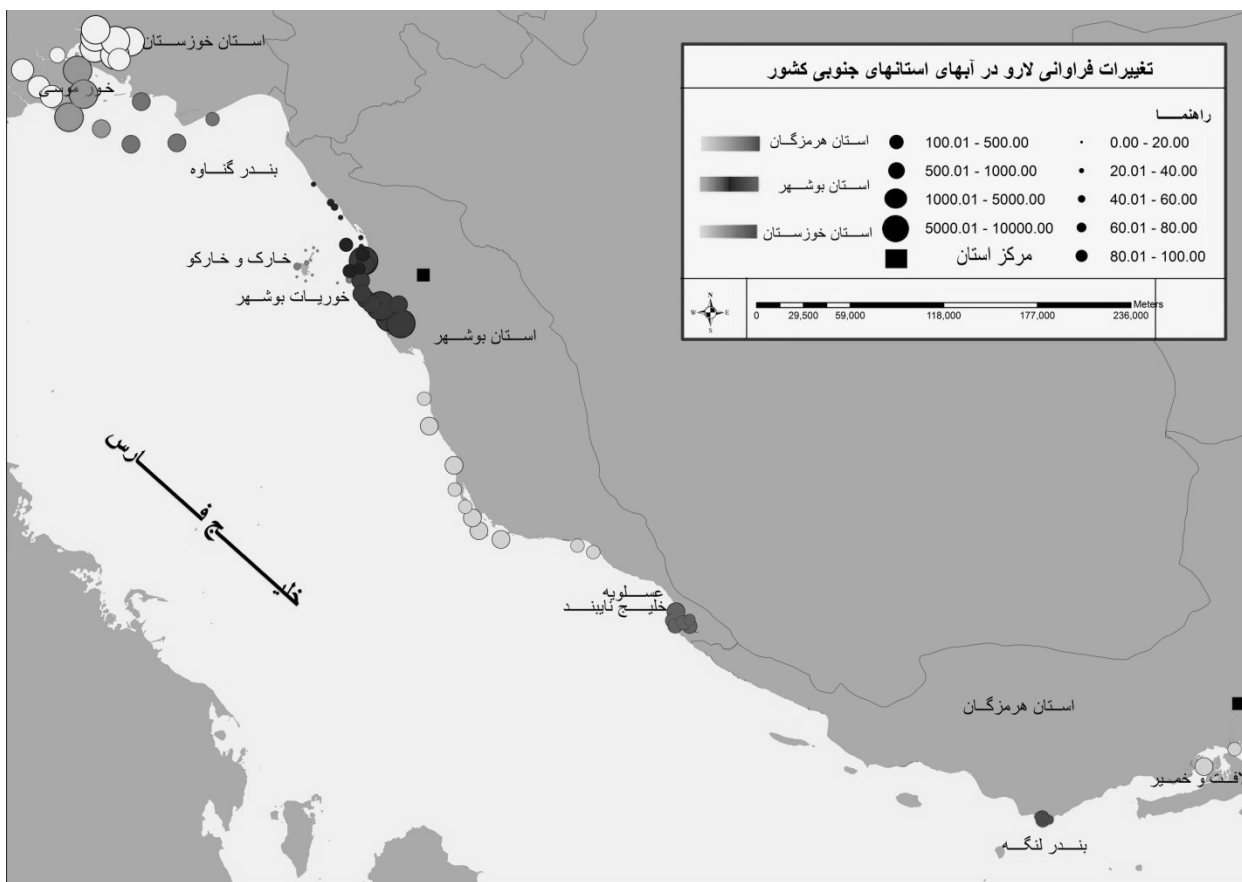 تغییرات فراوانی لارو در آبهای استانهای جنوبی کشور
راهنما
استان هرمزگان
100.01 - 500.00
0.00 - 20.00
استان بوشهر
500.01 - 1000.00
20.01 - 40.00
1000.01 - 5000.00
40.01 - 60.00
استان خوزستان
5000.01 - 10000.00
60.01 - 80.00
مرکز استان
80.01 - 100.00
N
W E
S
Meters
0 29,500 59,000 118,000 177,000 236,000
استان خوزستان
خور موسی
بندر گناوه
خارک و خارکو
خوریات بوشهر
استان بوشهر
خلیج فارس
عسلویه
خلیج نایبند
استان هرمزگان
لافت و خمیر
بندر لنگه